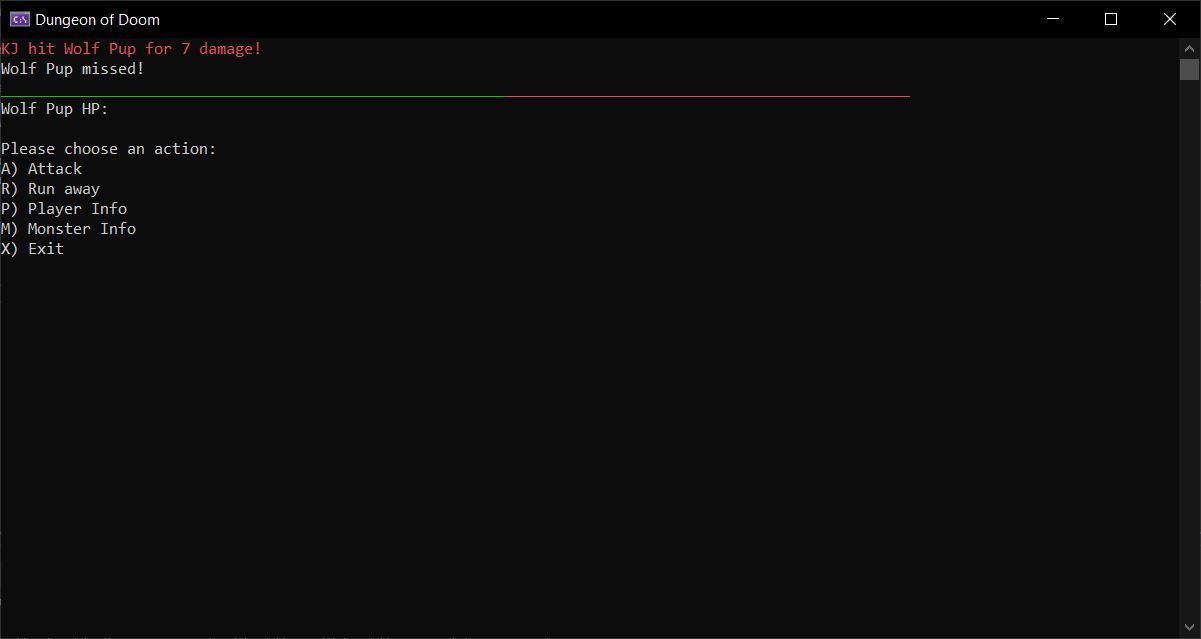 Dungeon of Doom
KJ hit Wolf Pup for 7 damage!
Wolf Pup missed!
Wolf Pup HP:
Please choose an action:
A) Attack
R) Run away
P) Player Info
M) Monster Info
X) Exit